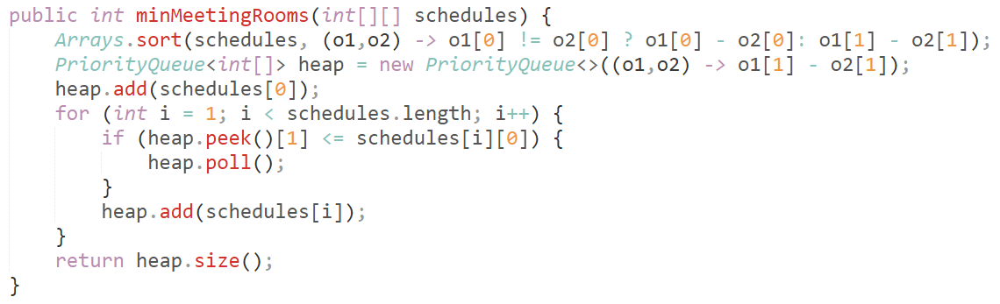 public int minMeetingRooms(int[][] schedules) {
    Arrays.sort(schedules, (o1,o2) -> o1[0] != o2[0] ? o1[0] - o2[0]: o1[1] - o2[1]);
    PriorityQueue<int[]> heap = new PriorityQueue<>((o1,o2) -> o1[1] - o2[1]);
    heap.add(schedules[0]);
    for (int i = 1; i < schedules.length; i++) {
        if (heap.peek()[1] <= schedules[i][0]) {
            heap.poll();
        }
        heap.add(schedules[i]);
    }
    return heap.size();
}